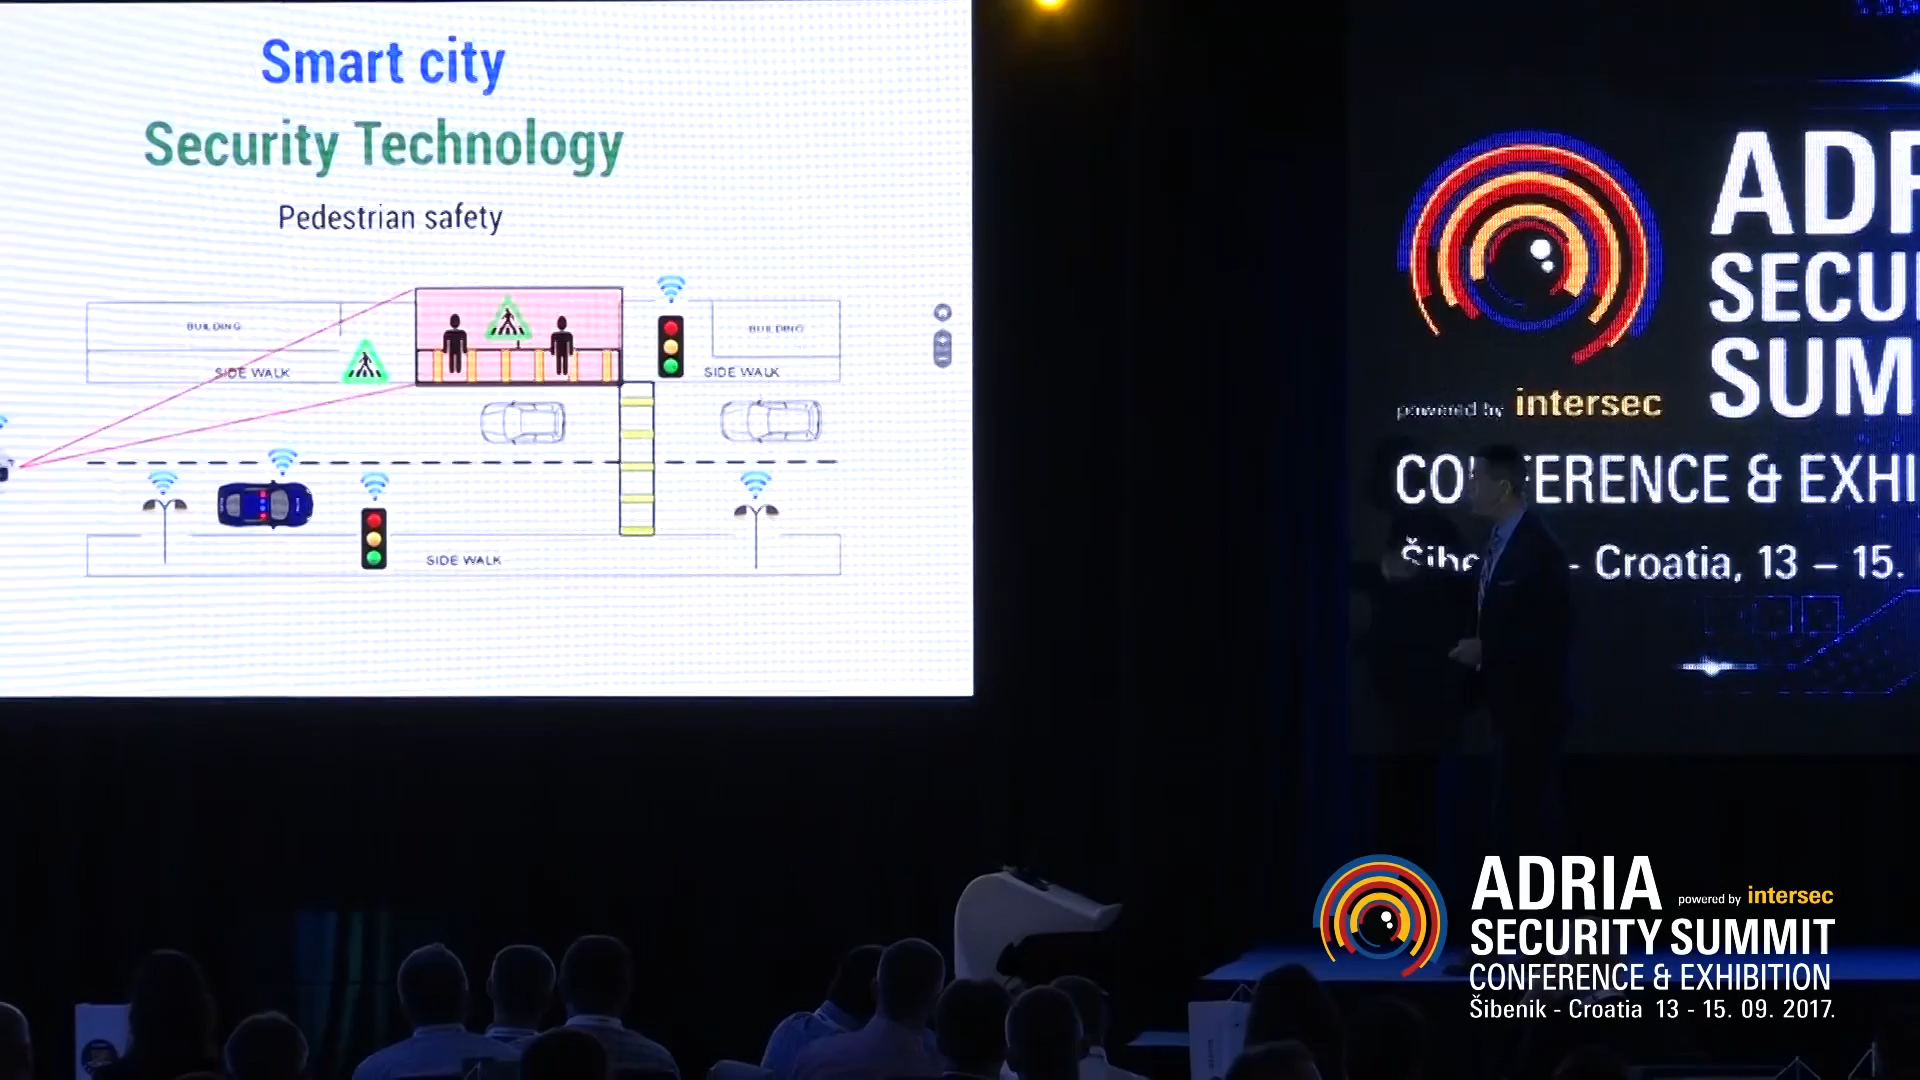 Smart city
Security Technology
Pedestrian safety
BUILDING
SIDE WALK
BUILDING
SIDE WALK
SIDE WALK
ADR
SECU
SUM
powered by intersec
CO FERENCE & EXHI
Šibe - Croatia, 13 – 15.
ADRIA powered by intersec
SECURITY SUMMIT
CONFERENCE & EXHIBITION
Šibenik - Croatia 13 - 15. 09. 2017.